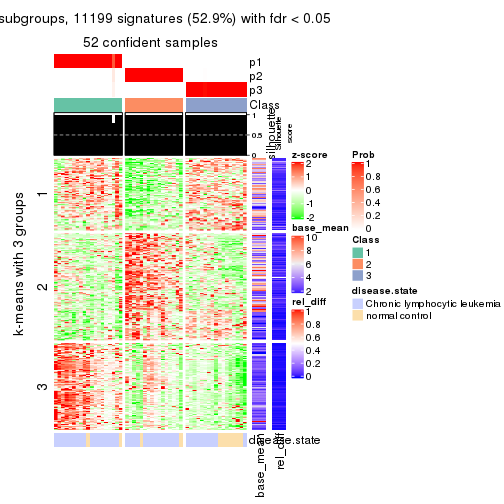 subgroups, 11199 signatures (52.9%) with fdr < 0.05
52 confident samples
p1
p2
p3
Class
1
0.5
0
silhouette
Silhouette
score
k-means with 3 groups
1
2
3
z-score
2
1
0
-1
-2
base_mean
10
8
6
4
2
rel_diff
1
0.8
0.6
0.4
0.2
0
Prob
1
0.8
0.6
0.4
0.2
0
Class
1
2
3
disease.state
Chronic lymphocytic leukemia
normal control
disease.state
base_mean
rel_diff